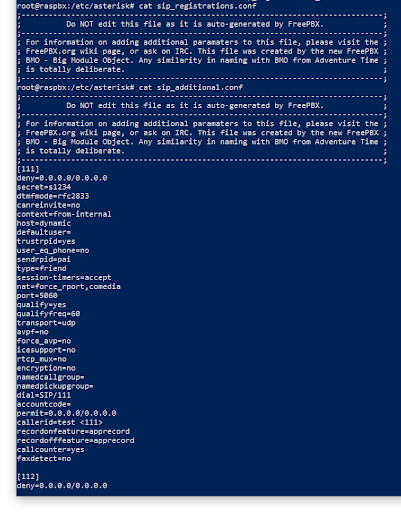 root@raspbx:/etc/asterisk# cat sip_registrations.conf
;--------------------------------------------------------------------------------;
;          Do NOT edit this file as it is auto-generated by FreePBX.             ;
;--------------------------------------------------------------------------------;
; For information on adding additional paramaters to this file, please visit the ;
; FreePBX.org wiki page, or ask on IRC. This file was created by the new FreePBX ;
; BMO - Big Module Object. Any similarity in naming with BMO from Adventure Time ;
; is totally deliberate.                                                         ;
;--------------------------------------------------------------------------------;
root@raspbx:/etc/asterisk# cat sip_additional.conf
;--------------------------------------------------------------------------------;
;          Do NOT edit this file as it is auto-generated by FreePBX.             ;
;--------------------------------------------------------------------------------;
; For information on adding additional paramaters to this file, please visit the ;
; FreePBX.org wiki page, or ask on IRC. This file was created by the new FreePBX ;
; BMO - Big Module Object. Any similarity in naming with BMO from Adventure Time ;
; is totally deliberate.                                                         ;
;--------------------------------------------------------------------------------;
[111]
deny=0.0.0.0/0.0.0.0
secret=s1234
dtmfmode=rfc2833
canreinvite=no
context=from-internal
host=dynamic
defaultuser=
trustrpid=yes
user_eq_phone=no
sendrpid=pai
type=friend
session-timers=accept
nat=force_rport,comedia
port=5060
qualify=yes
qualifyfreq=60
transport=udp
avpf=no
force_avp=no
icesupport=no
rtcp_mux=no
encryption=no
namedcallgroup=
namedpickupgroup=
dial=SIP/111
accountcode=
permit=0.0.0.0/0.0.0.0
callerid=test <111>
recordonfeature=apprecord
recordofffeature=apprecord
callcounter=yes
faxdetect=no

[112]
deny=0.0.0.0/0.0.0.0